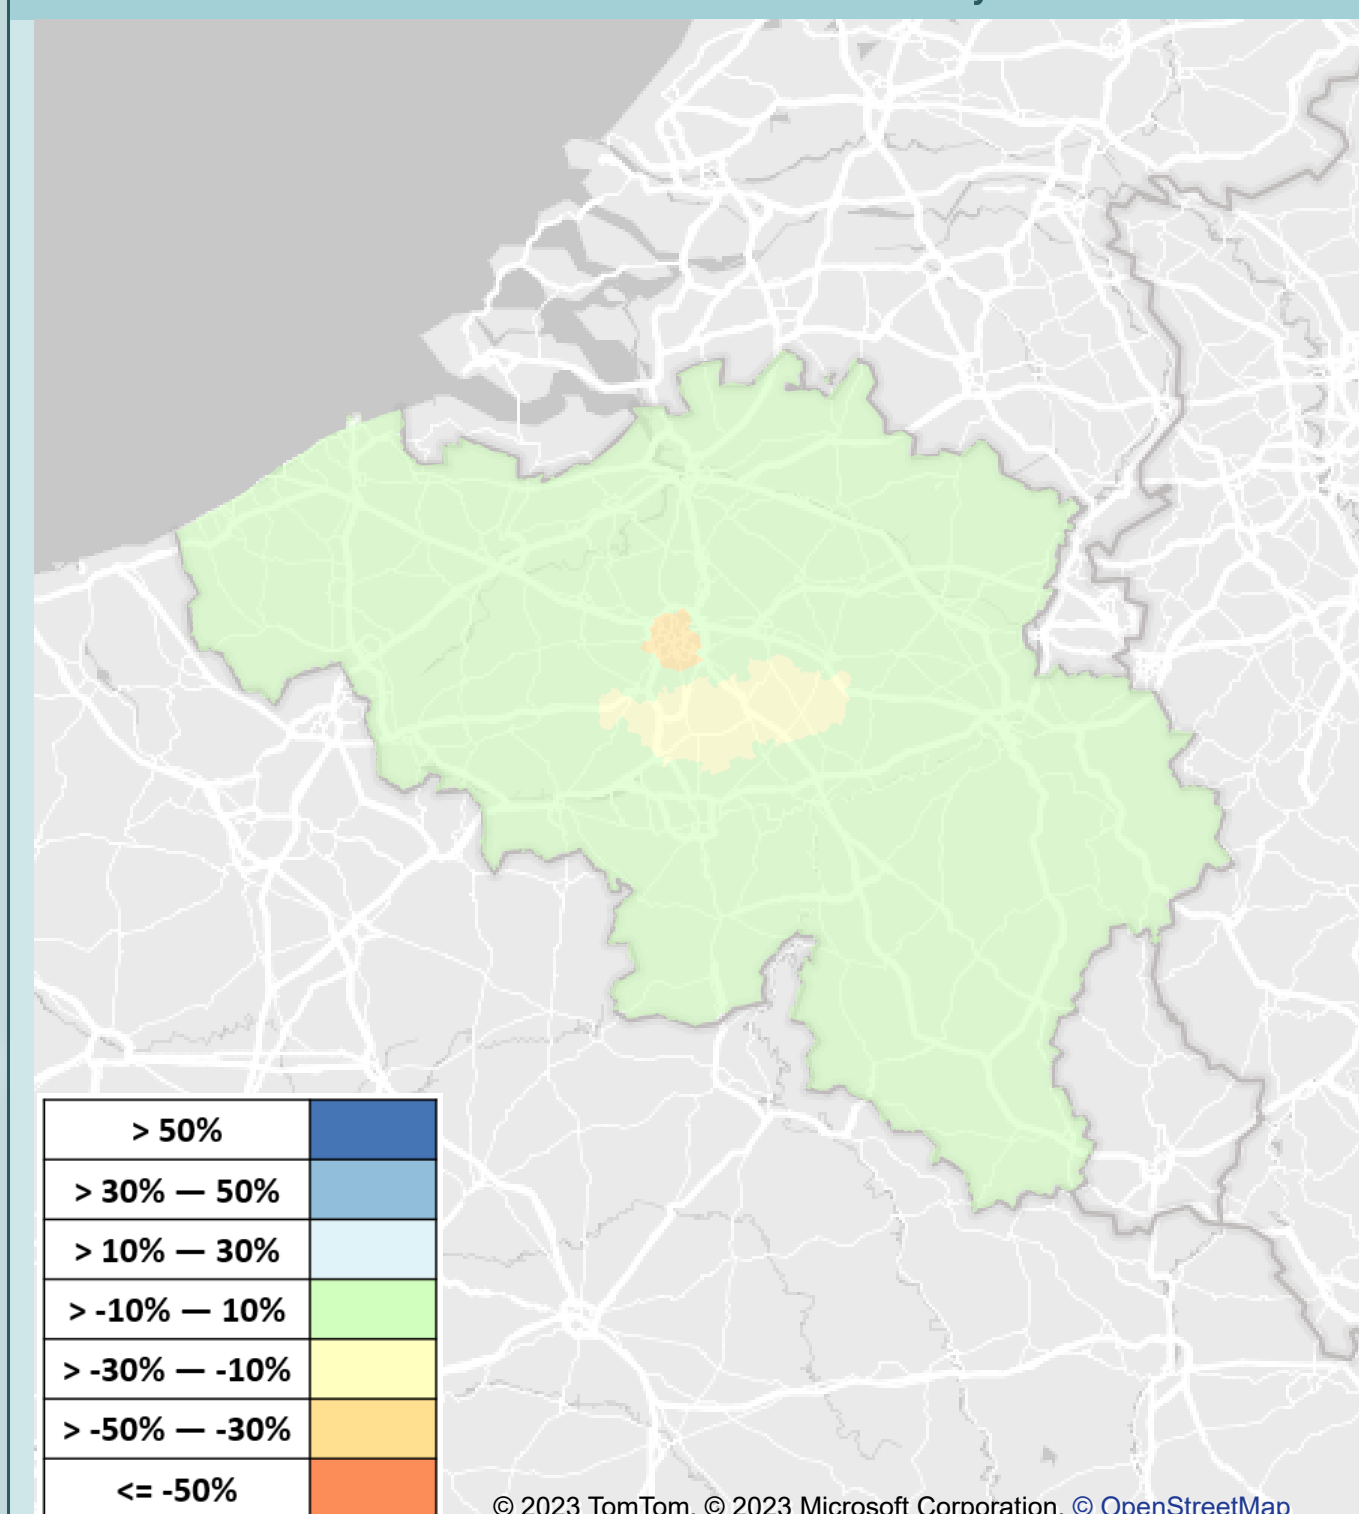 > 50%
> 30% — 50%
> 10% — 30%
> -10% — 10%
> -30% — -10%
> -50% — -30%
<= -50%
© 2023 TomTom, © 2023 Microsoft Corporation, © OpenStreetMap